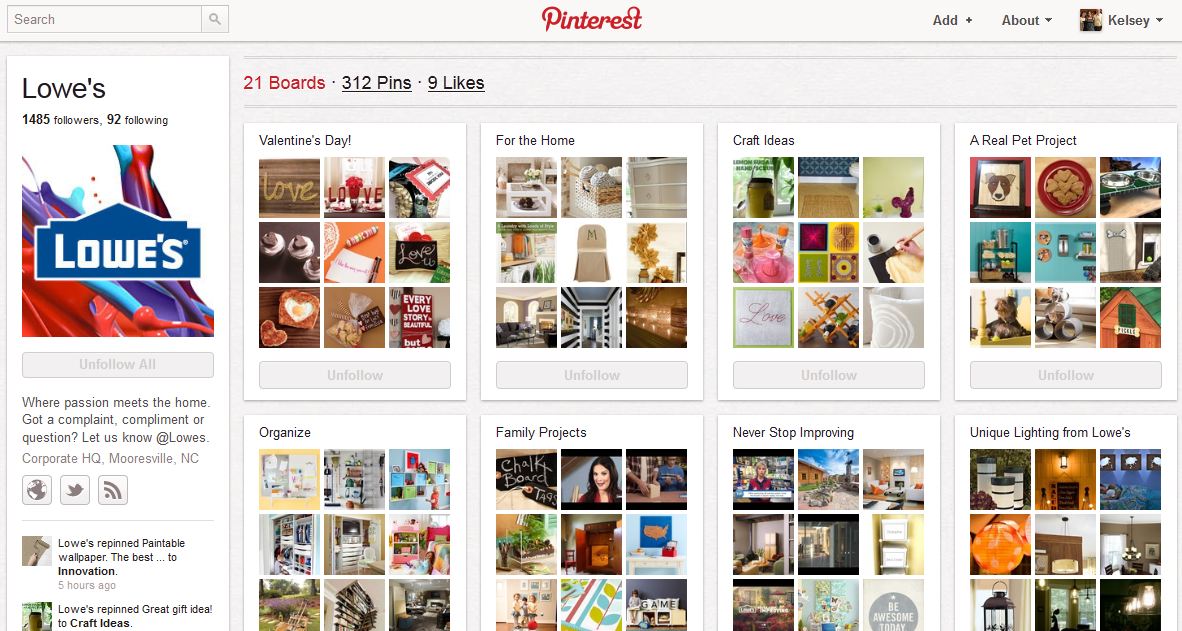 Search
Pinterest
Add +
About
Kelsey
Lowe's
1485 followers, 92 following
LOWE'S
Unfollow All
Where passion meets the home.
Got a complaint, compliment or
question? Let us know @Lowes.
Corporate HQ, Mooresville, NC
Lowe's repinned Paintable
wallpaper. The best ... to
Innovation.
5 hours ago
Lowe's repinned Great gift idea!
to Craft Ideas.
21 Boards · 312 Pins · 9 Likes
Valentine's Day!
love
LOVE
Love
U
EVERY
LOVE
STORY IS
BEAUTIFUL
but
Unfollow
For the Home
M
Unfollow
Craft Ideas
LEMON SUGAR
HAND SCRUB
Love
Unfollow
A Real Pet Project
PICKLE
Unfollow
Organize
Family Projects
Chalk
Board
TAGS
GAME
Never Stop Improving
BE
AWESOME
TODAY
Unique Lighting from Lowe's